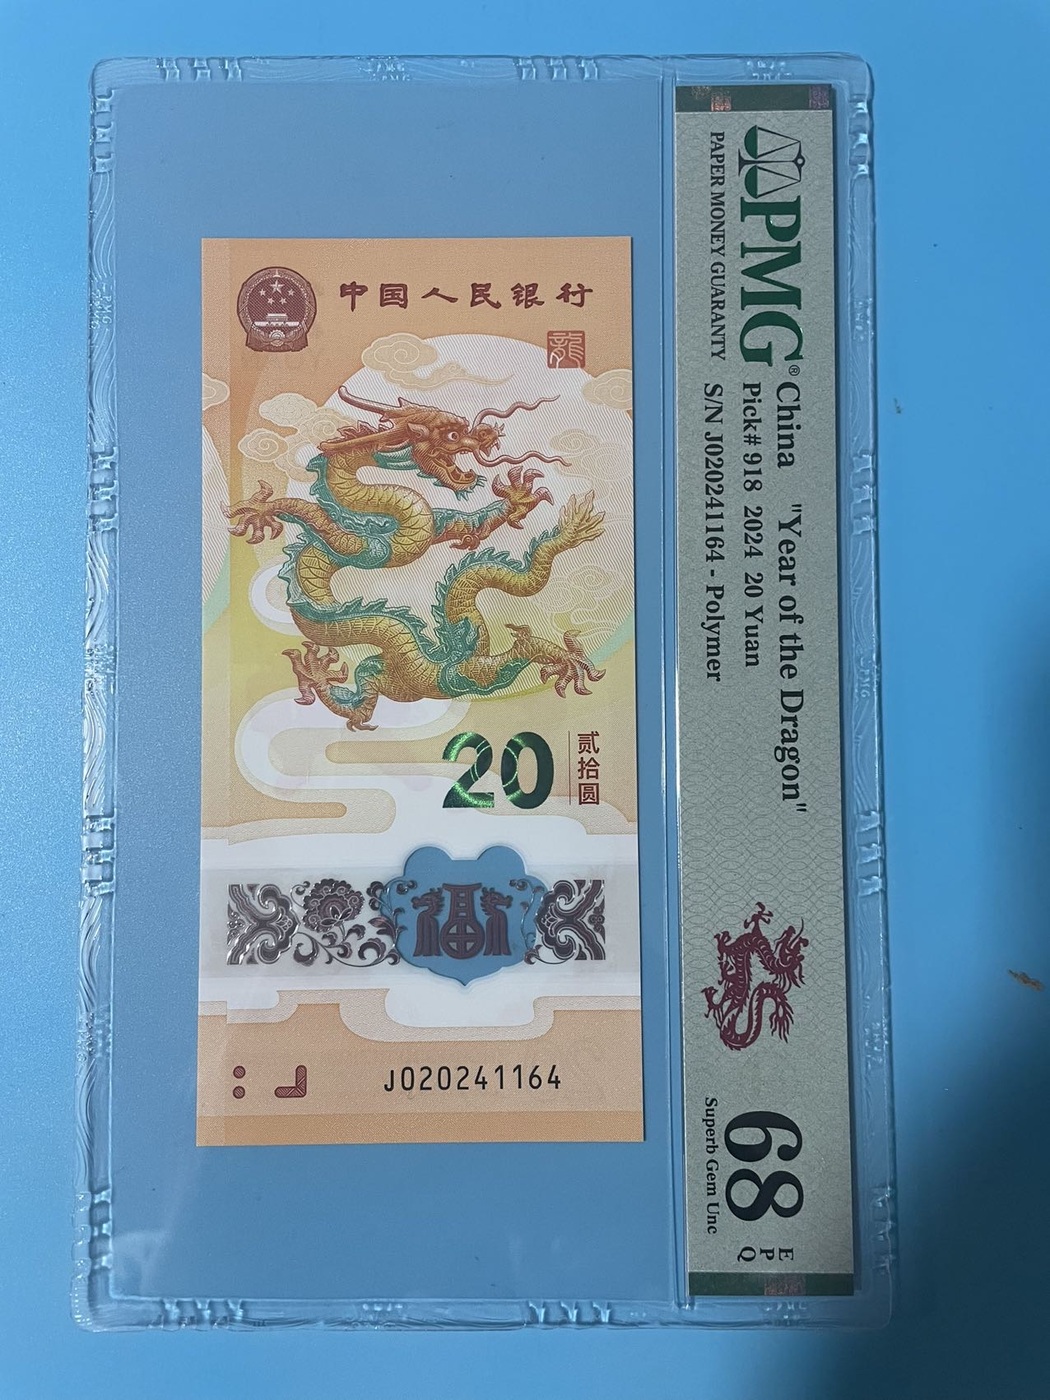 中国人民银行
龍
20
贰拾圆
J020241164
PMG®
PAPER MONEY GUARANTY
China "Year of the Dragon"
Pick# 918 2024 20 Yuan
S/N J020241164 - Polymer
68 EPQ
Superb Gem Unc